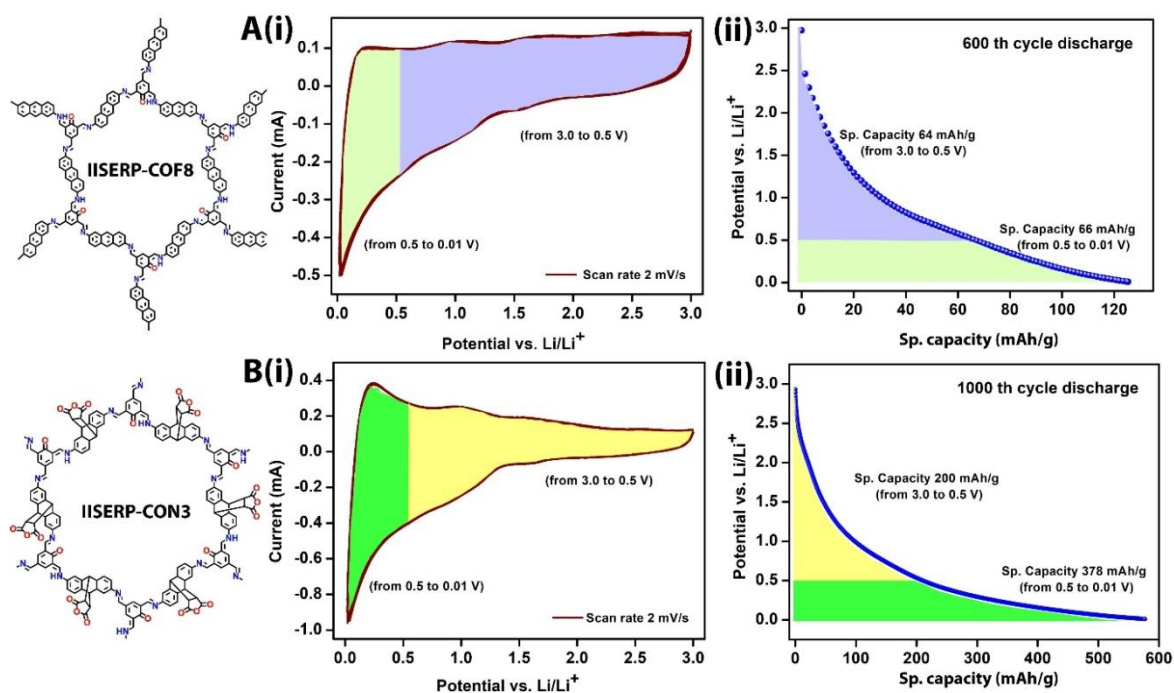 IISERP-COF8
A(i)
0.1
0.0
-0.1
-0.2
-0.3
-0.4
-0.5
Current (mA)
(from 3.0 to 0.5 V)
(from 0.5 to 0.01 V)
Scan rate 2 mV/s
0.0 0.5 1.0 1.5 2.0 2.5 3.0
Potential vs. Li/Li+
(ii)
600 th cycle discharge
3.0
2.5
2.0
1.5
1.0
0.5
0.0
Potential vs. Li/Li+
Sp. Capacity 64 mAh/g
(from 3.0 to 0.5 V)
Sp. Capacity 66 mAh/g
(from 0.5 to 0.01 V)
0 20 40 60 80 100 120
Sp. capacity (mAh/g)
IISERP-CON3
B(i)
0.4
0.2
0.0
-0.2
-0.4
-0.6
-0.8
-1.0
Current (mA)
(from 3.0 to 0.5 V)
(from 0.5 to 0.01 V)
Scan rate 2 mV/s
0.0 0.5 1.0 1.5 2.0 2.5 3.0
Potential vs. Li/Li+
(ii)
1000 th cycle discharge
3.0
2.5
2.0
1.5
1.0
0.5
0.0
Potential vs. Li/Li+
Sp. Capacity 200 mAh/g
(from 3.0 to 0.5 V)
Sp. Capacity 378 mAh/g
(from 0.5 to 0.01 V)
0 100 200 300 400 500 600
Sp. capacity (mAh/g)